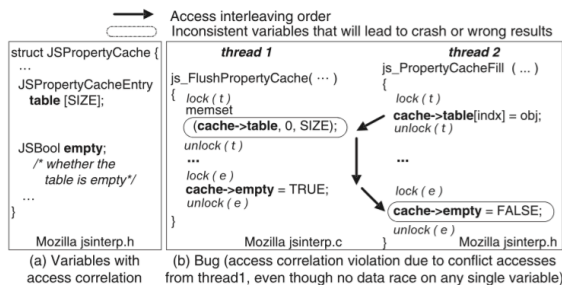 Access interleaving order
Inconsistent variables that will lead to crash or wrong results
struct JSPropertyCache {
...
JSPropertyCacheEntry
table [SIZE];
JSBool empty;
/* whether the
table is empty*/
...
}
Mozilla jsinterp.h
(a) Variables with
access correlation
thread 1
js_FlushPropertyCache( ... )
{
lock ( t )
memset
(cache->table, 0, SIZE);
unlock ( t )
...
lock ( e )
cache->empty = TRUE;
unlock ( e )
}
Mozilla jsinterp.c
thread 2
js_PropertyCacheFill ( ... )
{
lock ( t )
cache->table[indx] = obj;
unlock ( t )
...
lock ( e )
cache->empty = FALSE;
unlock ( e )
}
Mozilla jsinterp.h
(b) Bug (access correlation violation due to conflict accesses
from thread1, even though no data race on any single variable)